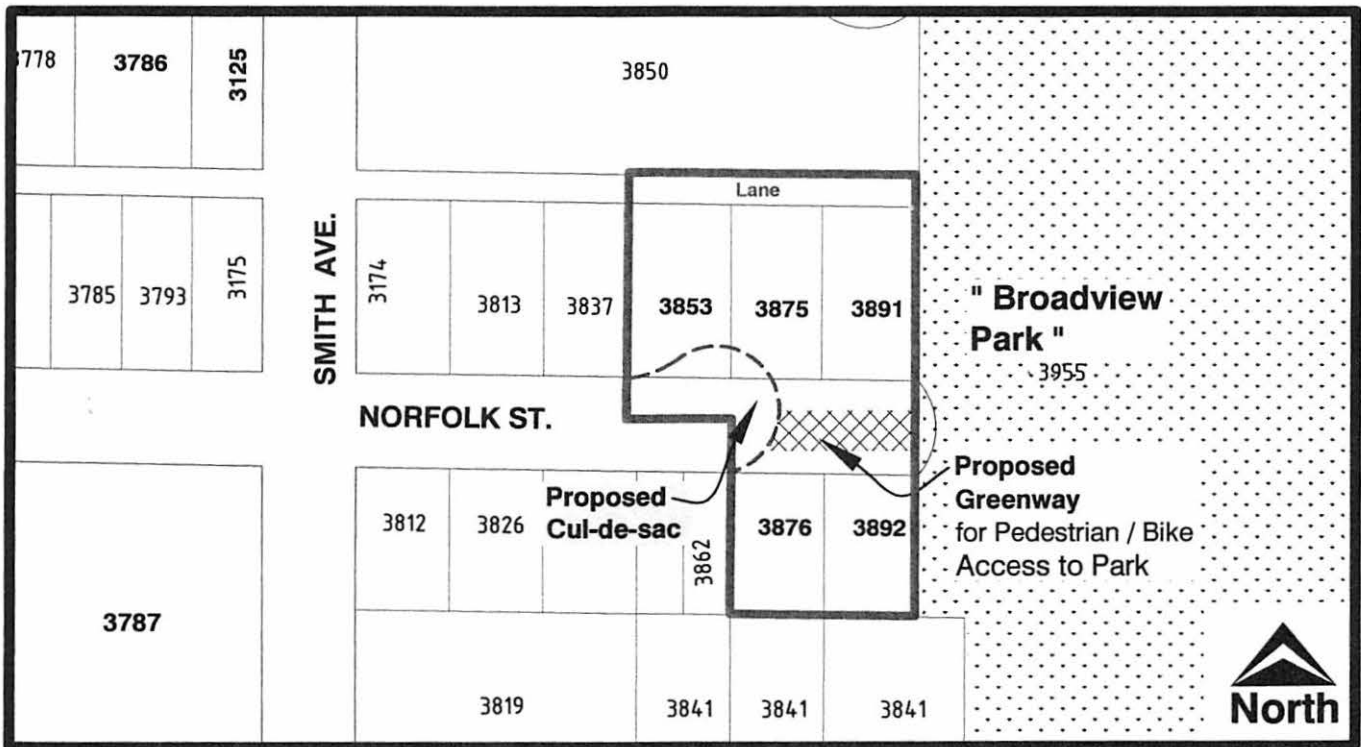 3778
3786
3125
3850
Lane
3785
3793
3175
SMITH AVE.
3174
3813
3837
3853
3875
3891
" Broadview
Park "
3955
NORFOLK ST.
Proposed
Cul-de-sac
Proposed
Greenway
for Pedestrian / Bike
Access to Park
3812
3826
3862
3876
3892
3787
3819
3841
3841
3841
North